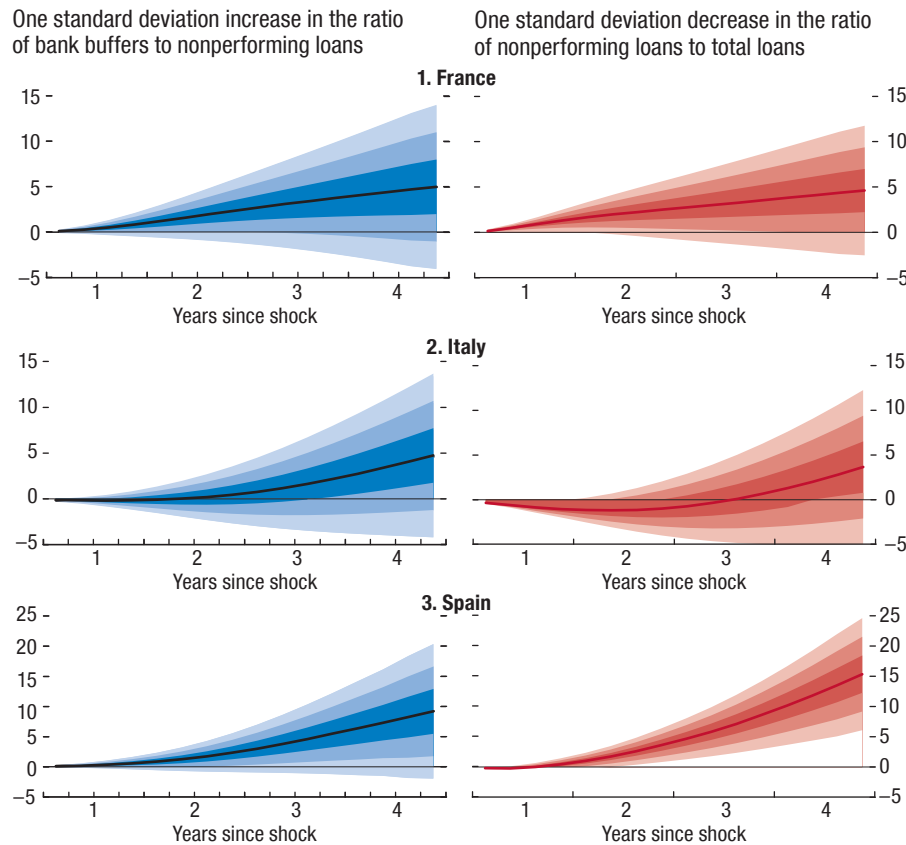 One standard deviation increase in the ratio
of bank buffers to nonperforming loans
One standard deviation decrease in the ratio
of nonperforming loans to total loans
1. France
15
10
5
0
–5
1 2 3 4
Years since shock
15
10
5
0
–5
1 2 3 4
Years since shock
2. Italy
15
10
5
0
–5
1 2 3 4
Years since shock
15
10
5
0
–5
1 2 3 4
Years since shock
3. Spain
25
20
15
10
5
0
–5
1 2 3 4
Years since shock
25
20
15
10
5
0
–5
1 2 3 4
Years since shock